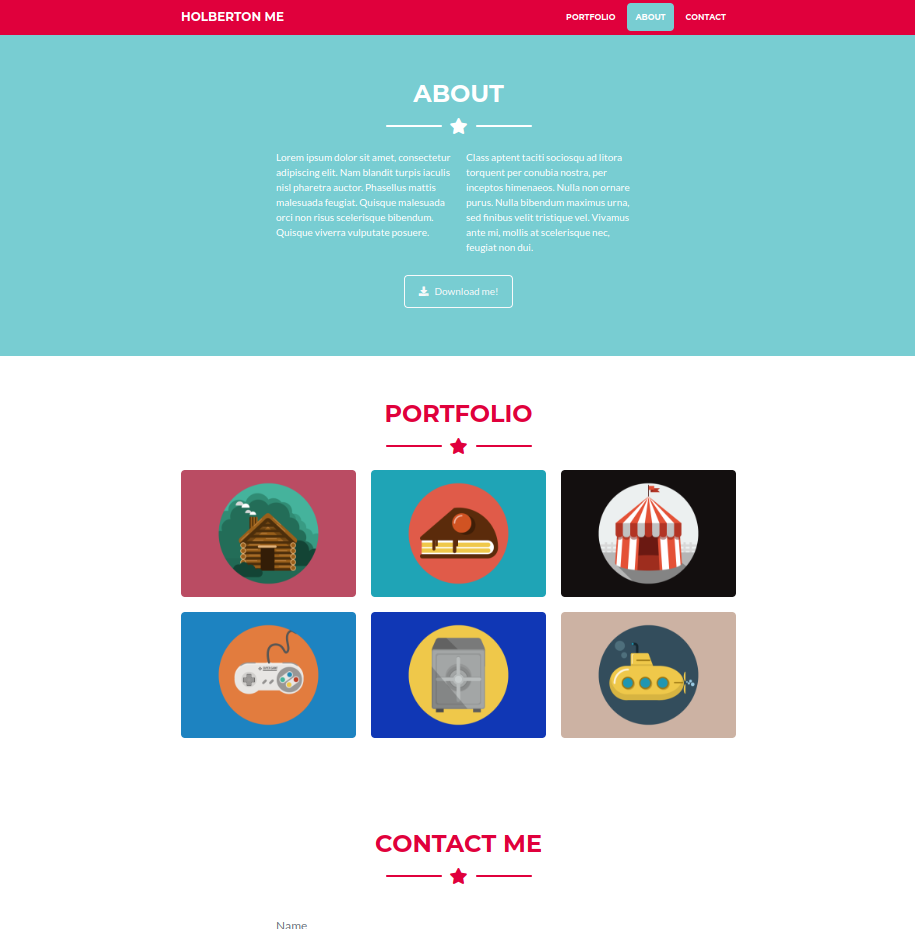 HOLBERTON ME
PORTFOLIO
ABOUT
CONTACT
ABOUT
Lorem ipsum dolor sit amet, consectetur
adipiscing elit. Nam blandit turpis iaculis
nisl pharetra auctor. Phasellus mattis
malesuada feugiat. Quisque malesuada
orci non risus scelerisque bibendum.
Quisque viverra vulputate posuere.
Class aptent taciti sociosqu ad litora
torquent per conubia nostra, per
inceptos himenaeos. Nulla non ornare
purus. Nulla bibendum maximus urna,
sed finibus velit tristique vel. Vivamus
ante mi, mollis at scelerisque nec,
feugiat non dui.
Download me!
PORTFOLIO
CONTACT ME
Name